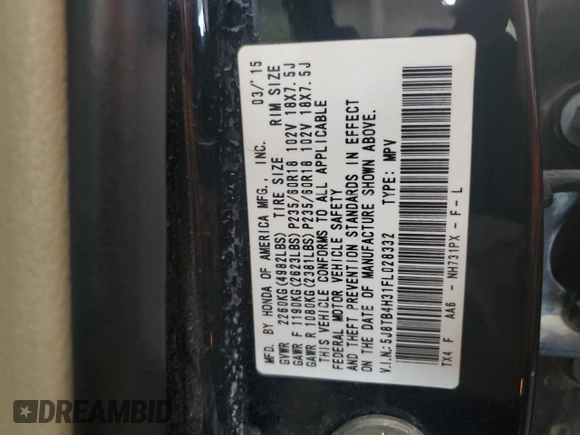 MFD. BY HONDA OF AMERICA MFG., INC. 03/'15
GVWR 2260KG(4982LBS) TIRE SIZE RIM SIZE
GAWR F 1190KG(2623LBS) P235/60R18 102V 18X7.5J
GAWR R 1080KG(2381LBS) P235/60R18 102V 18X7.5J
THIS VEHICLE CONFORMS TO ALL APPLICABLE
FEDERAL MOTOR VEHICLE SAFETY
AND THEFT PREVENTION STANDARDS IN EFFECT
ON THE DATE OF MANUFACTURE SHOWN ABOVE.
V.I.N.:5J8TB4H31FL028332 TYPE: MPV
TX4 F AA6 - NH731PX - F- L
DREAMBID